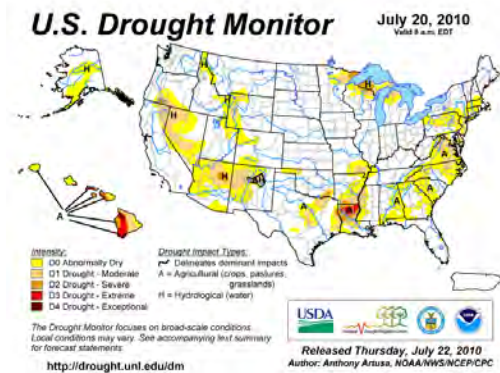 U.S. Drought Monitor
July 20, 2010
Valid 8 a.m. EDT
H
H
H
H
H
H
AH
A
A
A
A
A
A
Intensity:
D0 Abnormally Dry
D1 Drought - Moderate
D2 Drought - Severe
D3 Drought - Extreme
D4 Drought - Exceptional
Drought Impact Types:
Delineates dominant impacts
A = Agricultural (crops, pastures,
grasslands)
H = Hydrological (water)
The Drought Monitor focuses on broad-scale conditions.
Local conditions may vary. See accompanying text summary
for forecast statements.
http://drought.unl.edu/dm
USDA
Released Thursday, July 22, 2010
Author: Anthony Artusa, NOAA/NWS/NCEP/CPC